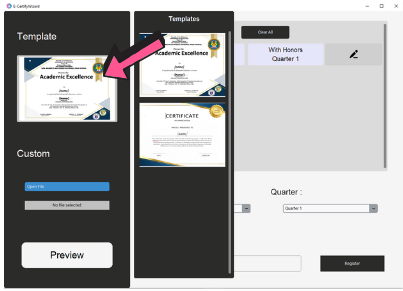 CertifyWizard
Template
Academic Excellence
Custom
Open File
No file selected
Preview
Templates
Academic Excellence
CERTIFICATE
Clear All
With Honors
Quarter 1
Quarter :
Quarter 1
Register